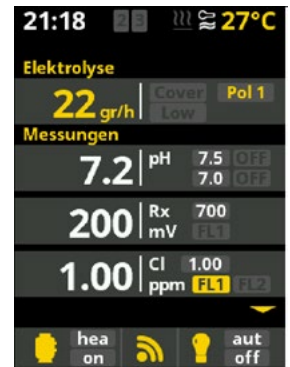 21:18 2 3 27°C
Elektrolyse
22 gr/h Cover Pol 1
Low
Messungen
7.2 pH 7.5 OFF
7.0 OFF
200 Rx 700
mV FL1
1.00 Cl 1.00
ppm FL1 FL2
hea aut
on off